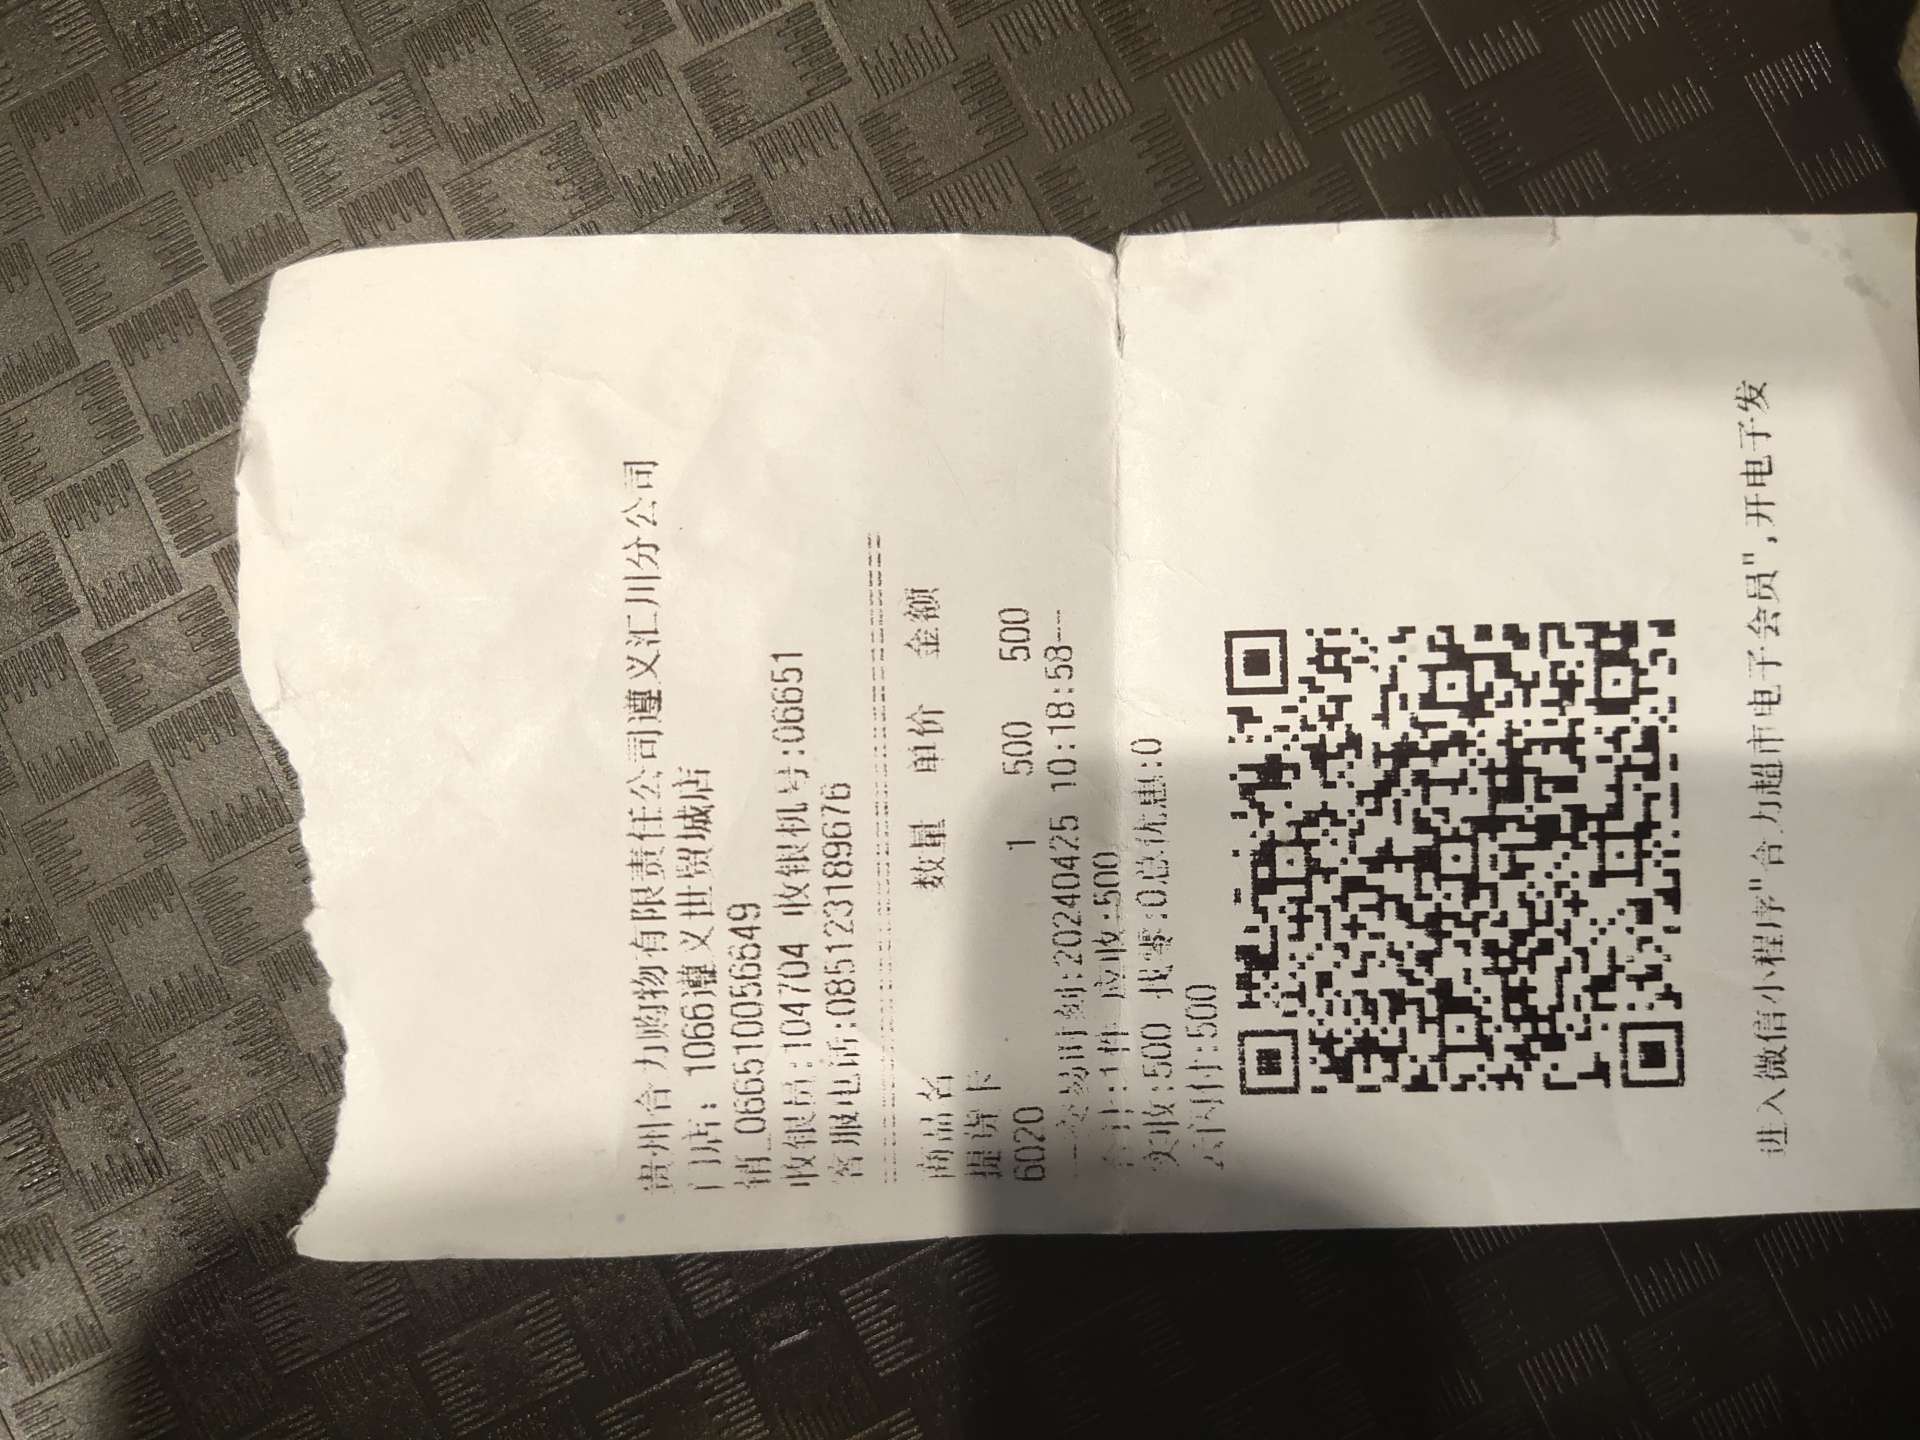 贵州合力购物有限责任公司遵义汇川分公司
门店: 1066遵义世贸城店
销_066510056649
收银员:104704 收银机号:06651
客服电话:085123189676
商品名 数量 单价 金额
提货卡
6020 1 500 500
---交易时间:20240425 10:18:58---
合计:1件 应收:500
实收:500 找零:0总优惠:0
云闪付:500
进入微信小程序"合力超市电子会员",开电子发